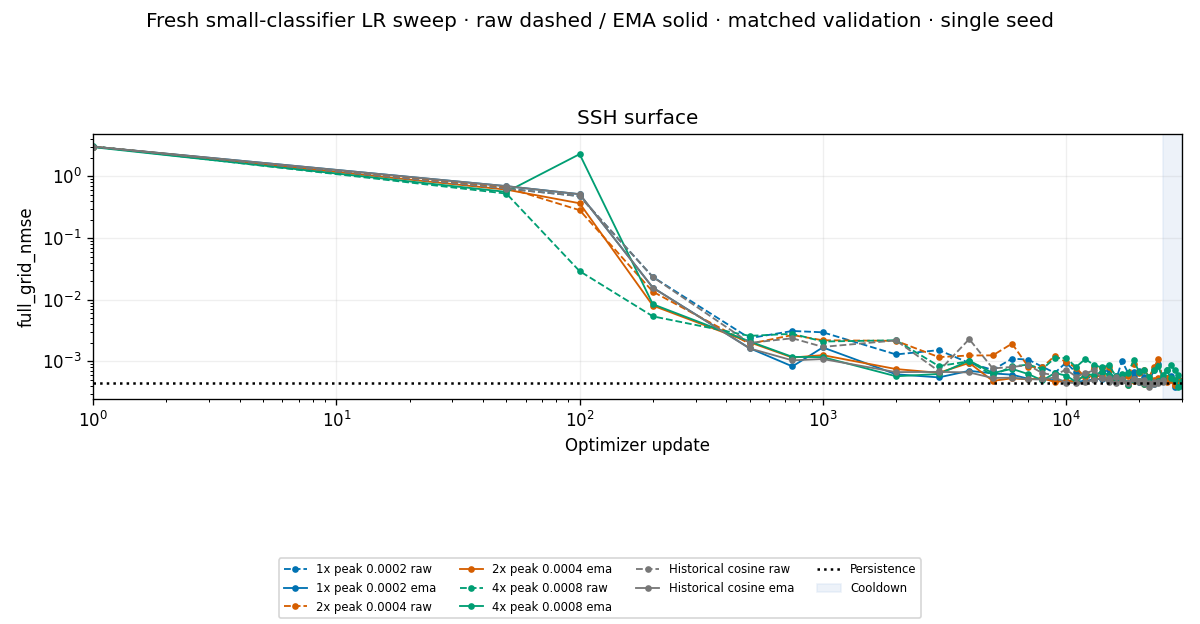 Fresh small-classifier LR sweep · raw dashed / EMA solid · matched validation · single seed
SSH surface
full_grid_nmse
10⁰
10⁻¹
10⁻²
10⁻³
10⁰
10¹
10²
10³
10⁴
Optimizer update
1x peak 0.0002 raw
1x peak 0.0002 ema
2x peak 0.0004 raw
2x peak 0.0004 ema
4x peak 0.0008 raw
4x peak 0.0008 ema
Historical cosine raw
Historical cosine ema
Persistence
Cooldown